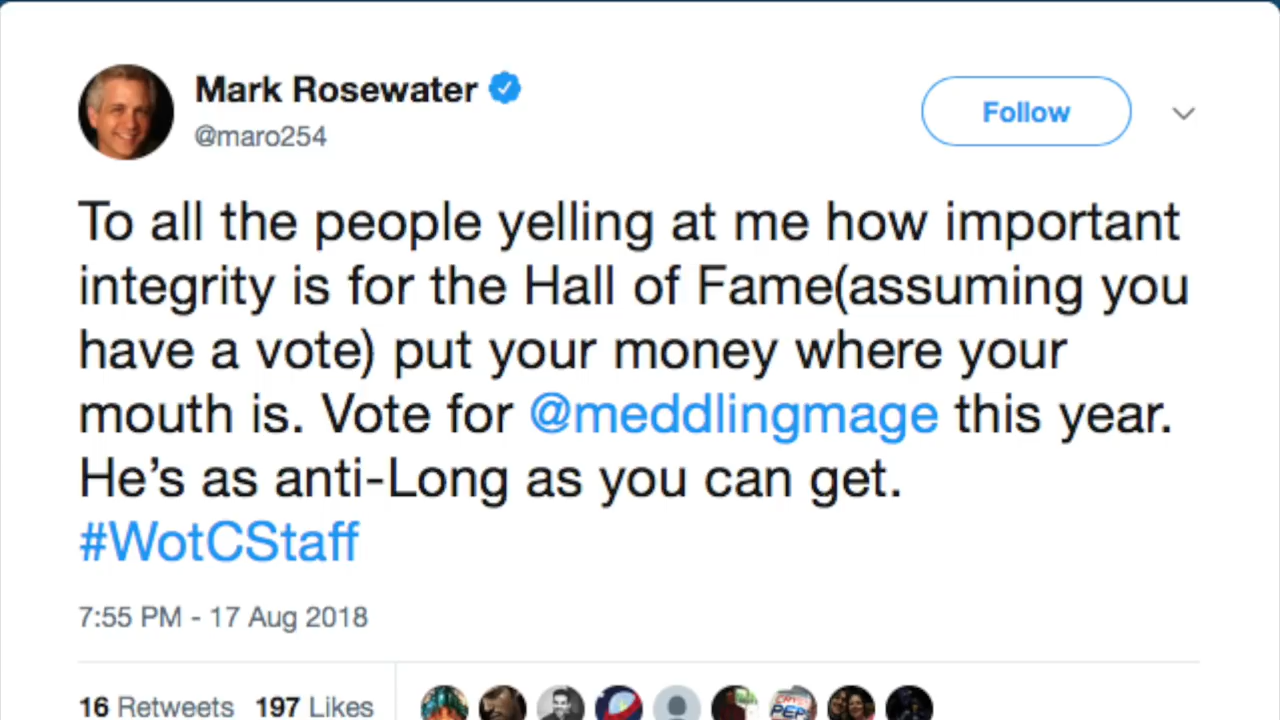 Mark Rosewater
@maro254
Follow
To all the people yelling at me how important
integrity is for the Hall of Fame(assuming you
have a vote) put your money where your
mouth is. Vote for @meddlingmage this year.
He’s as anti-Long as you can get.
#WotCStaff
7:55 PM - 17 Aug 2018
16 Retweets 197 Likes